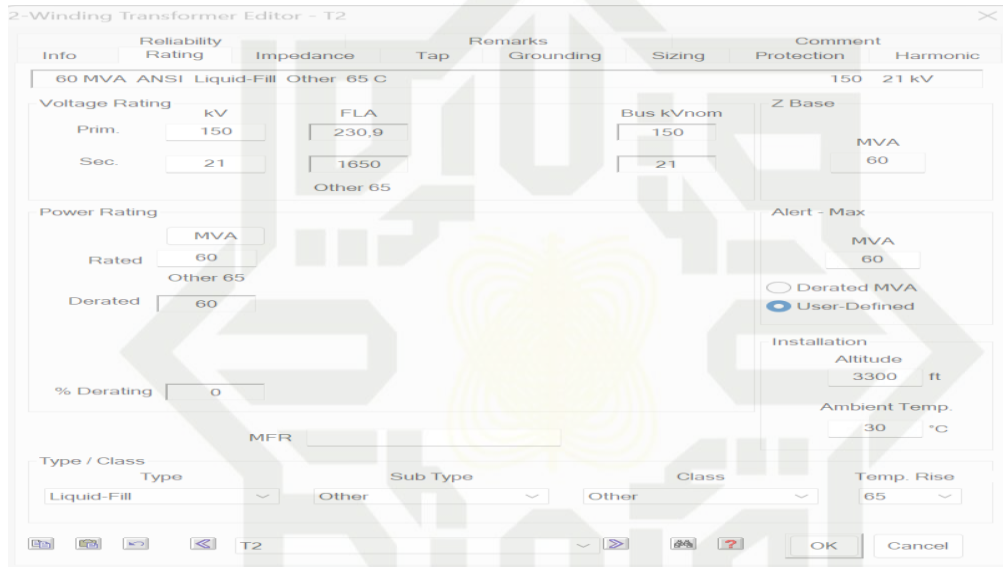 2-Winding Transformer Editor - T2
Reliability Remarks Comment
Info Rating Impedance Tap Grounding Sizing Protection Harmonic
60 MVA ANSI Liquid-Fill Other 65 C 150 21 kV
Voltage Rating Z Base
kV FLA Bus kVnom
Prim. 150 230,9 150 MVA
Sec. 21 1650 21 60
Other 65
Power Rating Alert - Max
MVA MVA
Rated 60 60
Other 65
Derated 60 Derated MVA
User-Defined
Installation
Altitude
% Derating 0 3300 ft
Ambient Temp.
MFR 30 °C
Type / Class
Type Sub Type Class Temp. Rise
Liquid-Fill Other Other 65
T2 ? OK Cancel